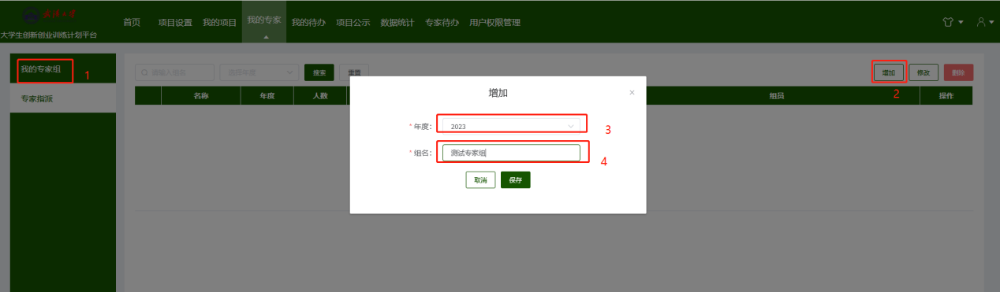 首页 项目设置 我的项目 我的专家 我的待办 项目公示 数据统计 专家待办 用户权限管理
大学生创新创业训练计划平台
我的专家组 1
专家指派
请输入组名 选择年度 搜索 重置 增加 修改 删除
2
名称 年度 人数 组员 操作
增加 ×
* 年度： 2023 3
* 组名： 测试专家组 4
取消 保存